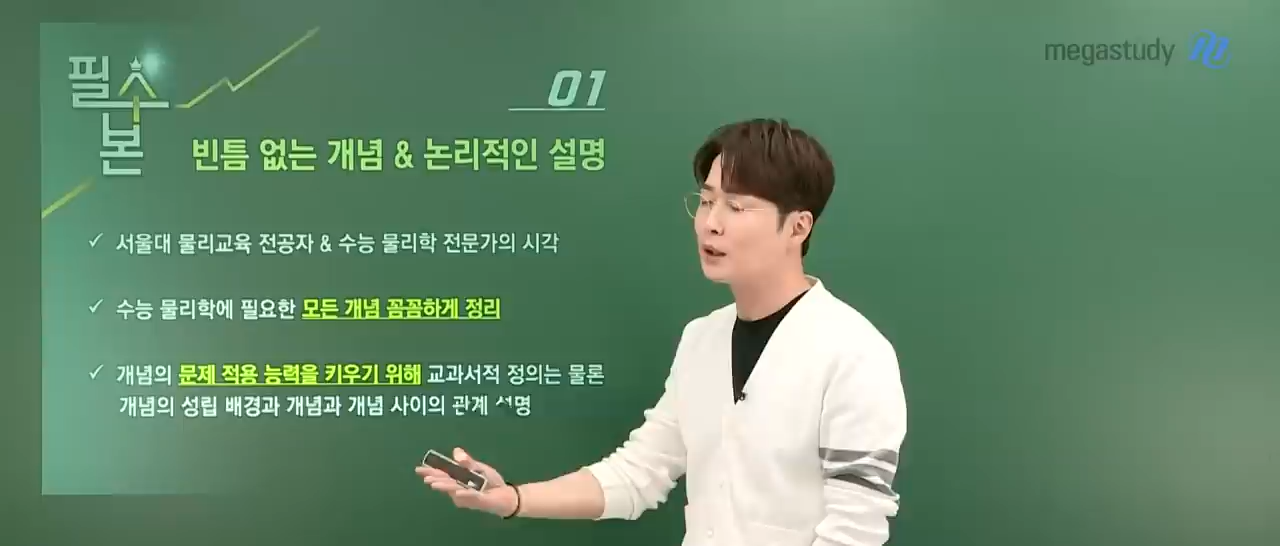 megastudy
필수본
01
빈틈 없는 개념 & 논리적인 설명
✓ 서울대 물리교육 전공자 & 수능 물리학 전문가의 시각
✓ 수능 물리학에 필요한 모든 개념 꼼꼼하게 정리
✓ 개념의 문제 적용 능력을 키우기 위해 교과서적 정의는 물론
개념의 성립 배경과 개념과 개념 사이의 관계 설명